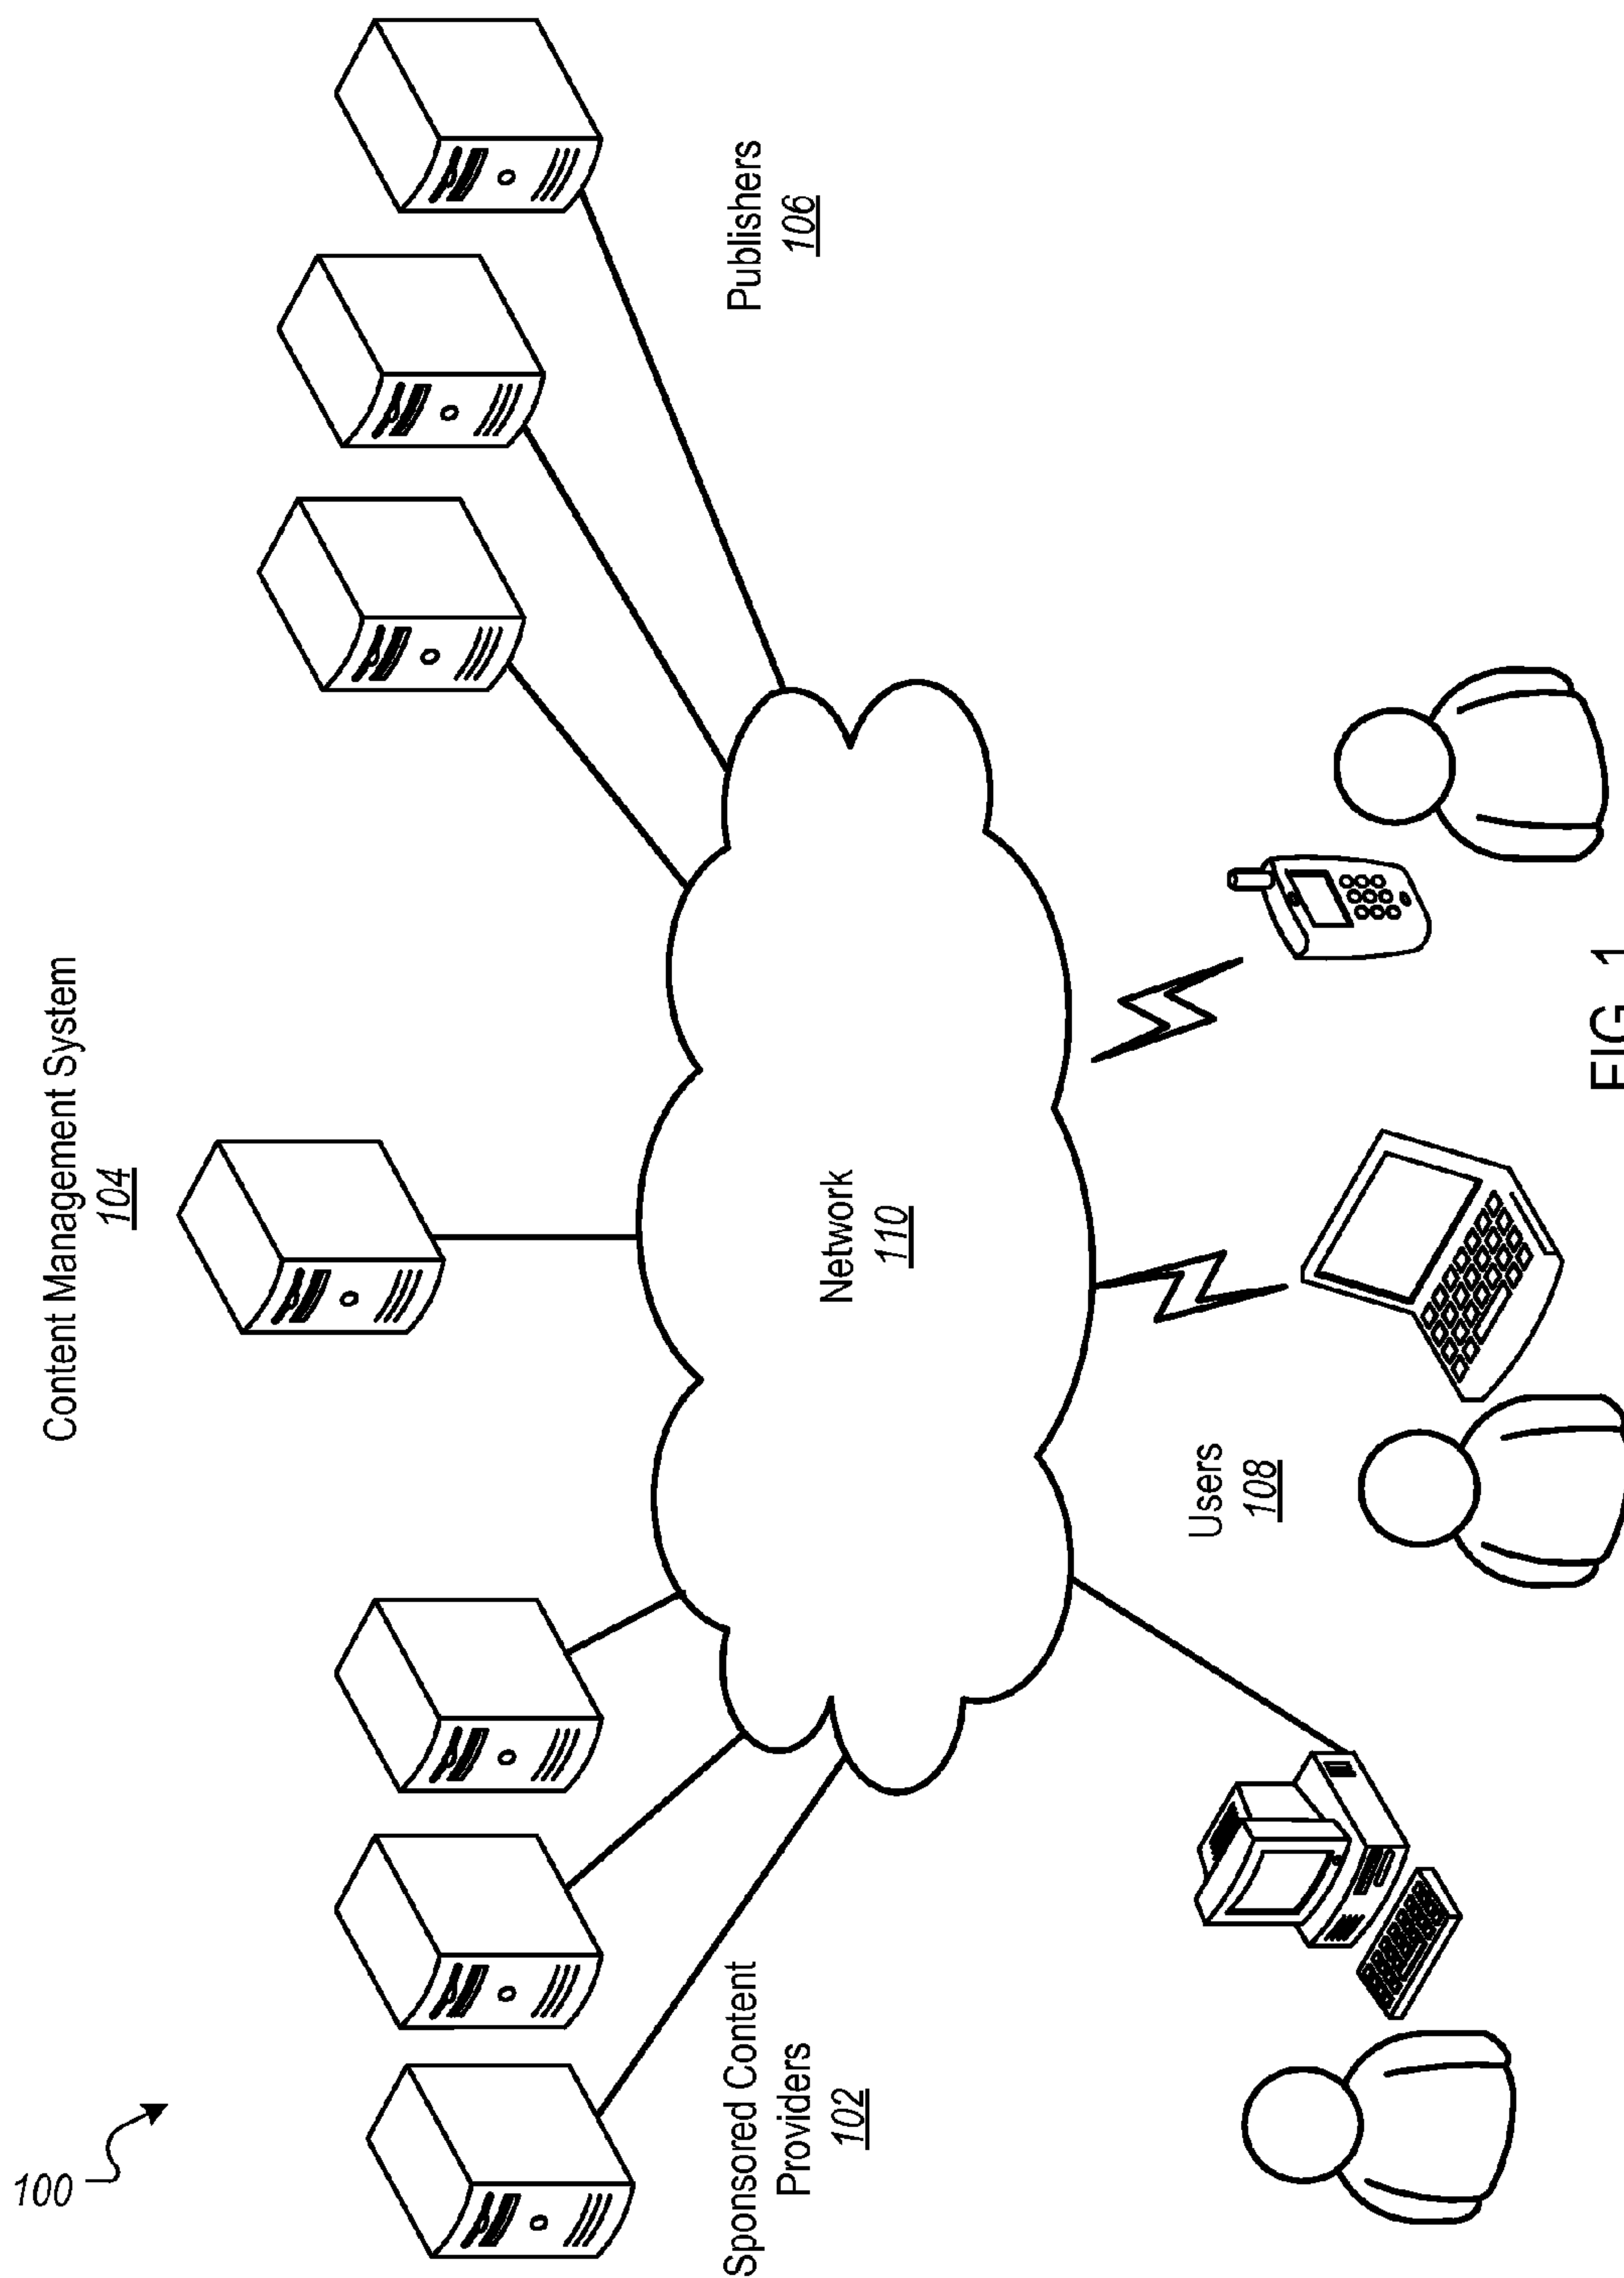 100
Content Management System
104
Sponsored Content
Providers
102
Publishers
106
Network
110
Users
108
FIG. 1